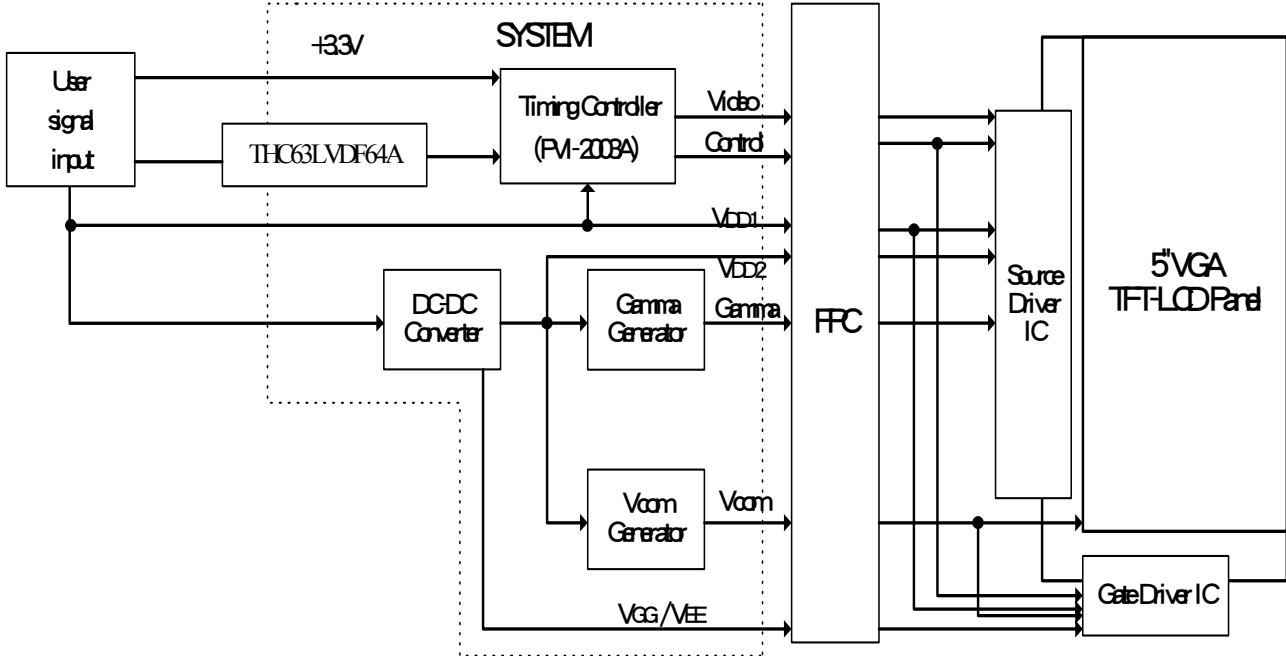 +3.3V
SYSTEM
User
signal
input
Timing Controller
(PVI-2003A)
Video
Control
THC63LVDF64A
VDD1
VDD2
DC-DC
Converter
Gamma
Generator
Gamma
FPC
Source
Driver
IC
5"VGA
TFT-LCD Panel
Vcom
Generator
Vcom
Gate Driver IC
VGG/VEE